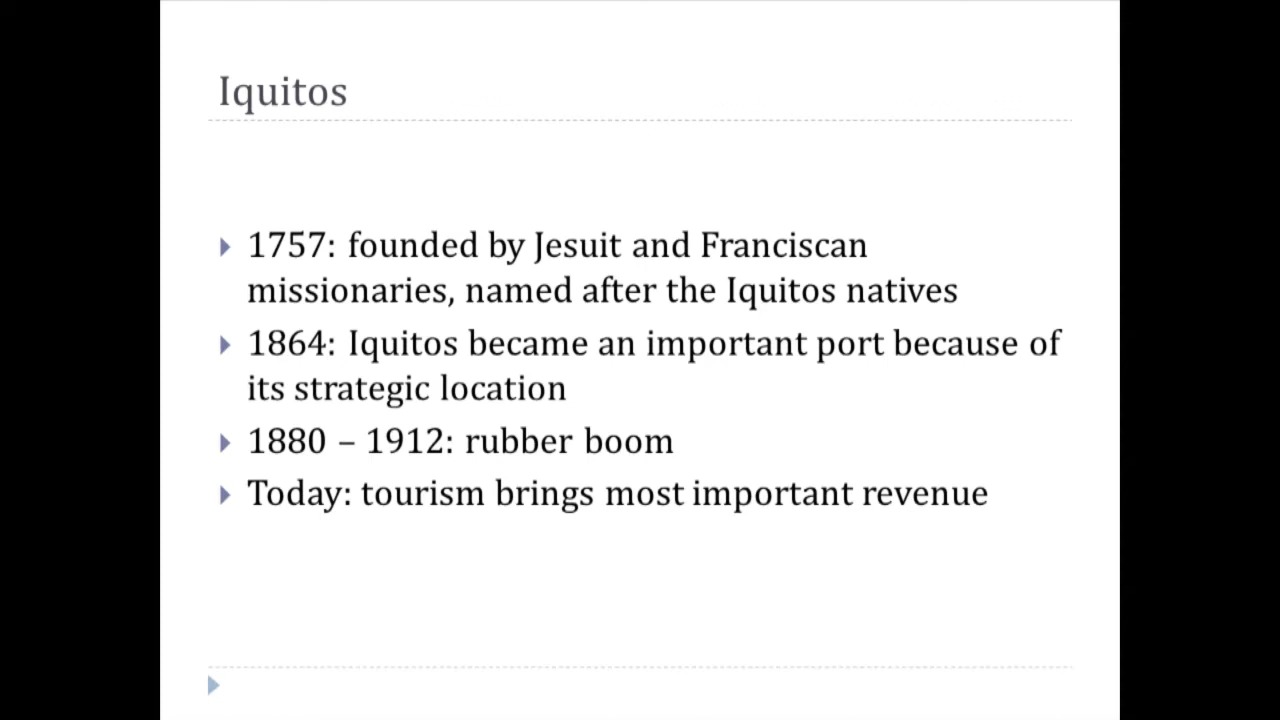 Iquitos
1757: founded by Jesuit and Franciscan
missionaries, named after the Iquitos natives
1864: Iquitos became an important port because of
its strategic location
1880 – 1912: rubber boom
Today: tourism brings most important revenue